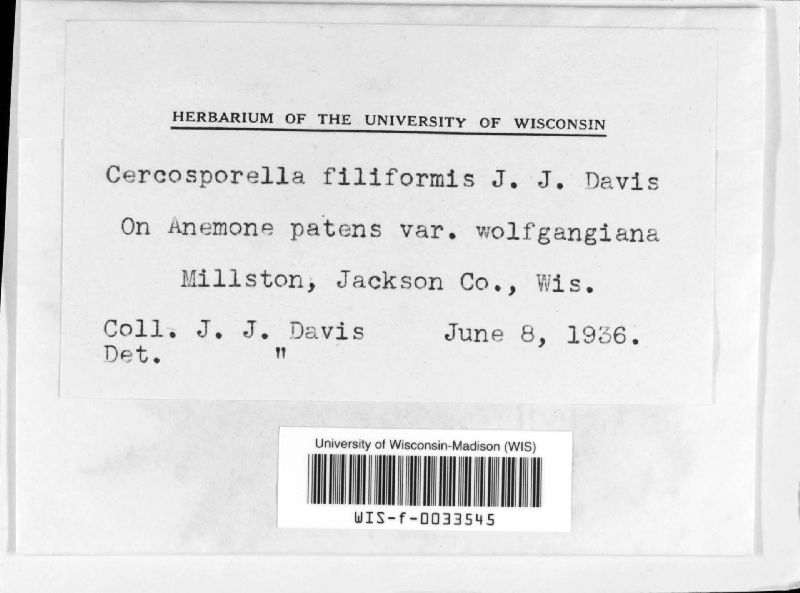 HERBARIUM OF THE UNIVERSITY OF WISCONSIN
Cercosporella filiformis J. J. Davis
On Anemone patens var. wolfgangiana
Millston, Jackson Co., Wis.
Coll. J. J. Davis June 8, 1936.
Det. "
University of Wisconsin-Madison (WIS)
WIS-f-0033545